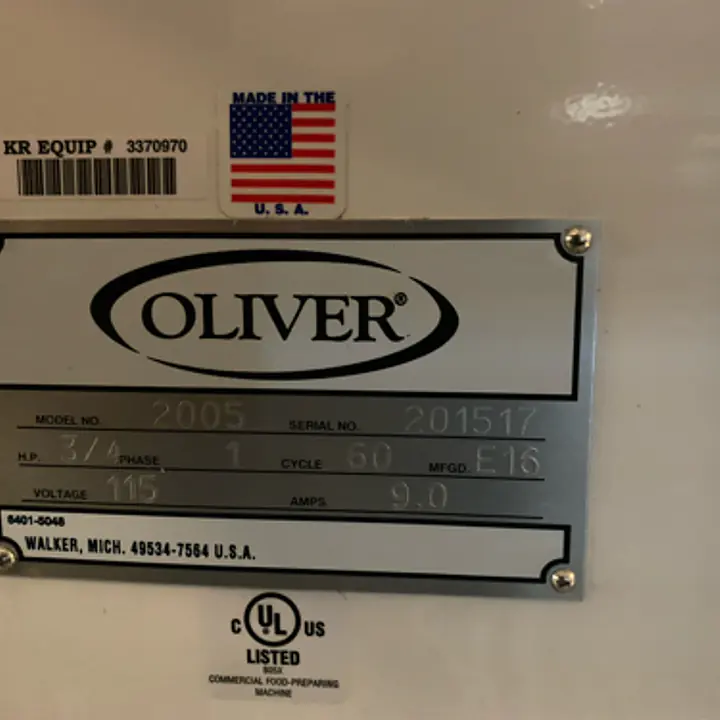 MADE IN THE
U. S. A.
KR EQUIP # 3370970
OLIVER®
MODEL NO. 2005 SERIAL NO. 201517
H.P. 3/4 PHASE 1 CYCLE 60 MFGD. E16
VOLTAGE 115 AMPS 9.0
6401-5046
WALKER, MICH. 49534-7564 U.S.A.
C UL US
LISTED
COMMERCIAL FOOD-PREPARING
MACHINE